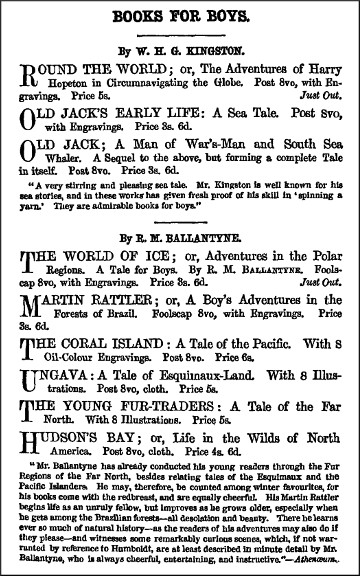 BOOKS FOR BOYS.
By W. H. G. KINGSTON.
ROUND THE WORLD; or, The Adventures of Harry
Hopeton in Circumnavigating the Globe. Post 8vo, with En-
gravings. Price 5s. Just Out.
OLD JACK'S EARLY LIFE: A Sea Tale. Post 8vo,
with Engravings. Price 3s. 6d.
OLD JACK; A Man of War's-Man and South Sea
Whaler. A Sequel to the above, but forming a complete Tale
in itself. Post 8vo. Price 3s. 6d.
"A very stirring and pleasing sea tale. Mr. Kingston is well known for his
sea stories, and in these works has given fresh proof of his skill in 'spinning a
yarn.' They are admirable books for boys."
By R. M. BALLANTYNE.
THE WORLD OF ICE; or, Adventures in the Polar
Regions. A Tale for Boys. By R. M. BALLANTYNE. Fools-
cap 8vo, with Engravings. Price 3s. 6d. Just Out.
MARTIN RATTLER; or, A Boy's Adventures in the
Forests of Brazil. Foolscap 8vo, with Engravings. Price
3s. 6d.
THE CORAL ISLAND: A Tale of the Pacific. With 8
Oil-Colour Engravings. Post 8vo. Price 6s.
UNGAVA: A Tale of Esquimaux-Land. With 8 Illus-
trations. Post 8vo, cloth. Price 5s.
THE YOUNG FUR-TRADERS: A Tale of the Far
North. With 8 Illustrations. Price 5s.
HUDSON'S BAY; or, Life in the Wilds of North
America. Post 8vo, cloth. Price 4s. 6d.
"Mr. Ballantyne has already conducted his young readers through the Fur
Regions of the Far North, besides relating tales of the Esquimaux and the
Pacific Islanders. He may, therefore, be counted among winter favourites, for
his books come with the redbreast, and are equally cheerful. His Martin Rattler
begins life as an unruly fellow, but improves as he grows older, especially when
he gets among the Brazilian forests—all desolation and beauty. There he learns
ever so much of natural history—as the readers of his adventures may also do if
they please—and witnesses some remarkably curious scenes, which, if not war-
ranted by reference to Humboldt, are at least described in minute detail by Mr.
Ballantyne, who is always cheerful, entertaining, and instructive."—Athenæum.